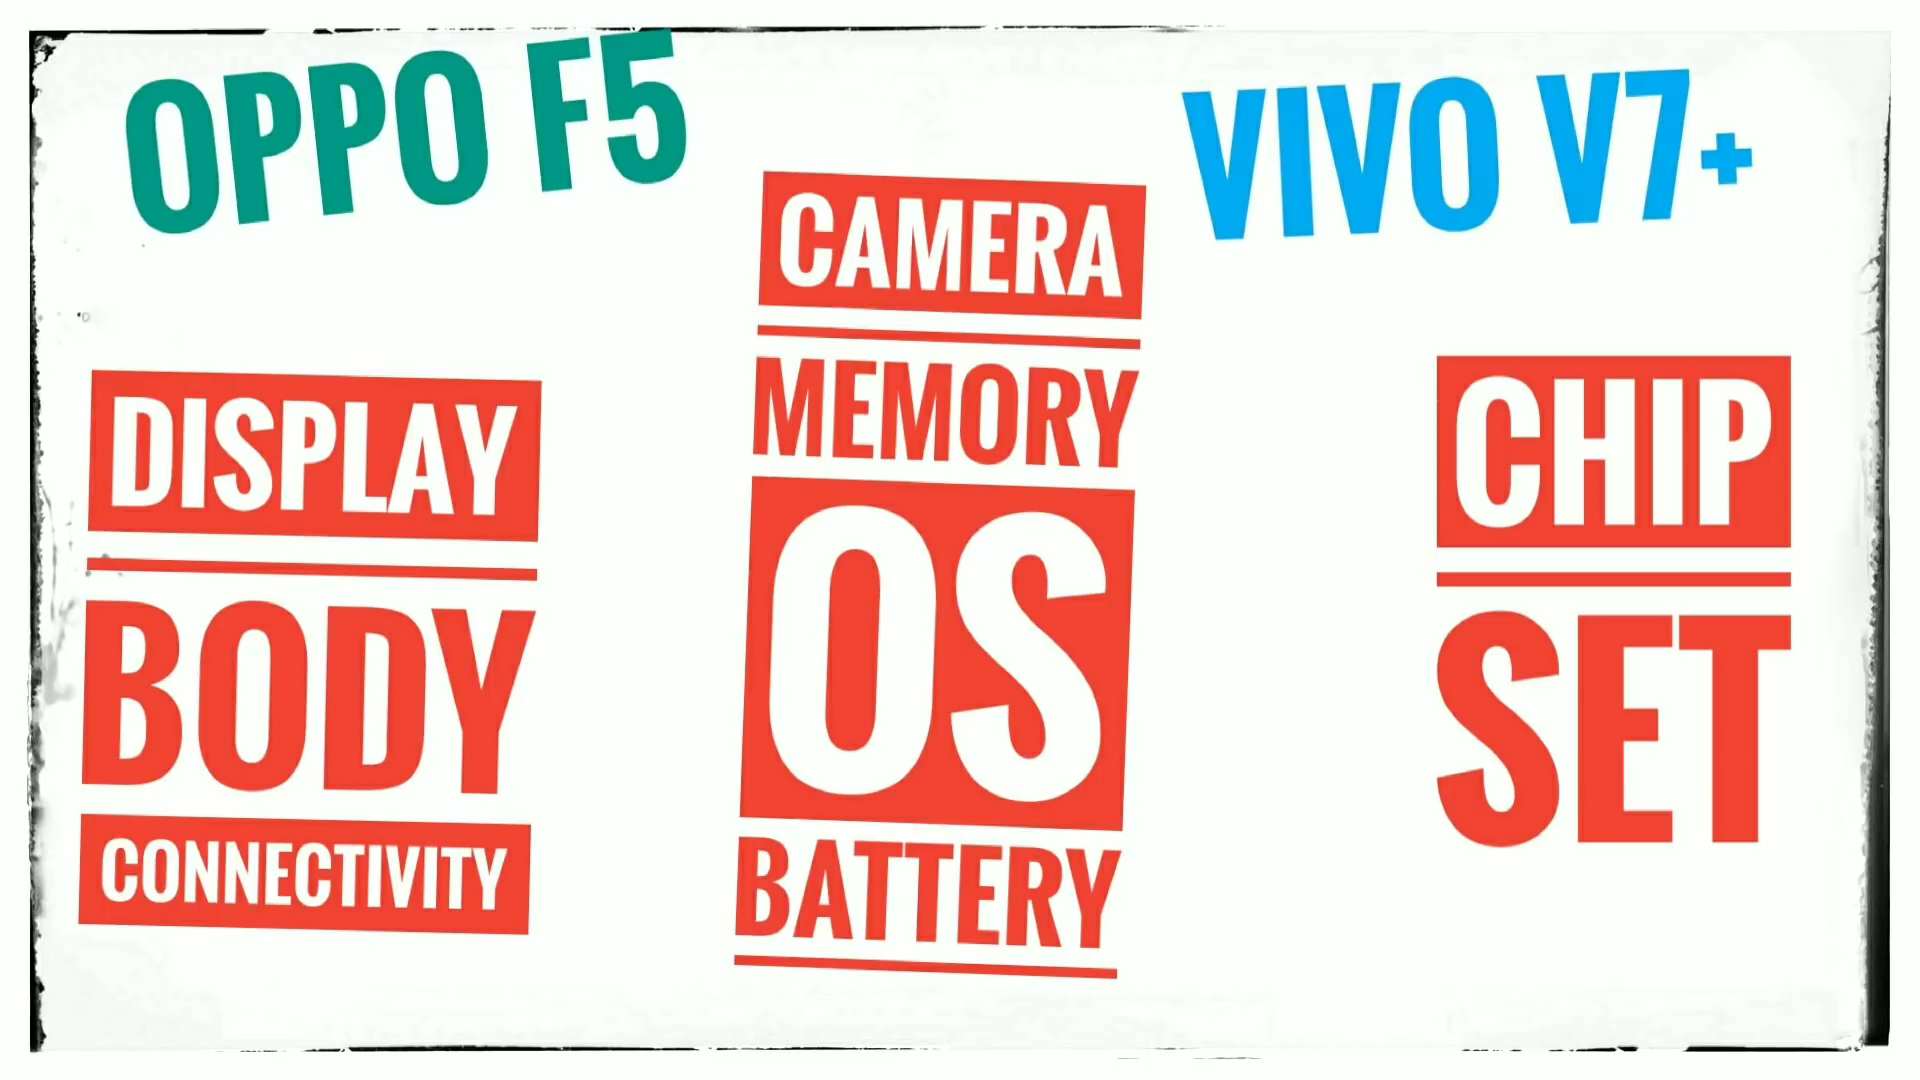 OPPO F5
VIVO V7+
DISPLAY
BODY
CONNECTIVITY
CAMERA
MEMORY
OS
BATTERY
CHIP
SET